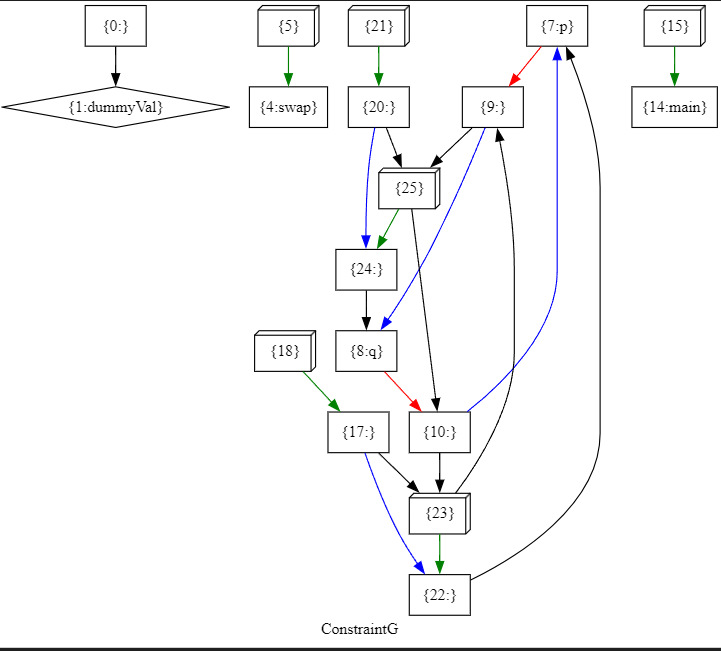 {0:}
{5}
{21}
{7:p}
{15}
{1:dummyVal}
{4:swap}
{20:}
{9:}
{14:main}
{25}
{24:}
{18}
{8:q}
{17:}
{10:}
{23}
{22:}
ConstraintG